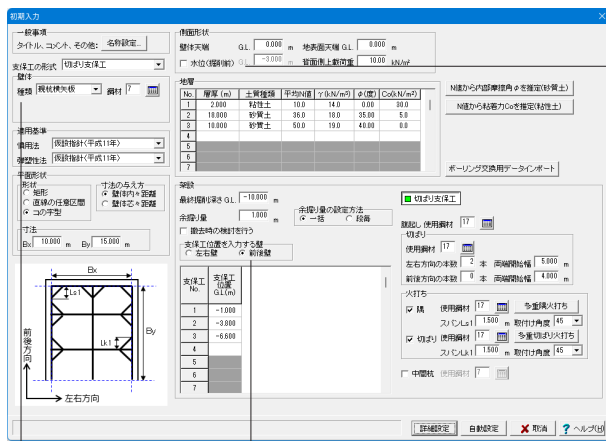 初期入力
一般事項
タイトル、コメント、その他: 名称設定...
支保工の形式 切ばり支保工
壁体
種類 親杭横矢板 鋼材 7
適用基準
慣用法 仮設指針<平成11年>
弾塑性法 仮設指針<平成11年>
平面形状
形状
矩形
直線の任意区間
コの字型
寸法の与え方
壁体内々距離
壁体芯々距離
寸法
Bx 10.000 m By 15.000 m
Bx
Ls1
Lk1
By
前後方向
左右方向
側面形状
壁体天端 G.L. 0.000 m 地表面天端 G.L. 0.000 m
水位(掘削前) G.L. -3.000 m 背面側上載荷重 10.00 kN/m²
地層
No. 層厚(m) 土質種類 平均N値 γ(kN/m³) φ(度) Co(kN/m²)
1 2.000 粘性土 10.0 14.0 0.00 30.0
2 18.000 砂質土 36.0 18.0 35.00 5.0
3 10.000 砂質土 50.0 19.0 40.00 0.0
4
5
6
7
N値から内部摩擦角φを推定(砂質土)
N値から粘着力Coを推定(粘性土)
ボーリング交換用データインポート
架設
最終掘削深さ G.L. -10.000 m
余掘り量 1.000 m
余掘り量の設定方法
一括 段毎
撤去時の検討を行う
支保工位置を入力する壁
左右壁 前後壁
支保工 No. 支保工位置 G.L(m)
1 -1.000
2 -3.800
3 -6.600
4
5
6
7
切ばり支保工
腹起し 使用鋼材 17
切ばり
使用鋼材 17
左右方向の本数 2 本 両端開始幅 5.000 m
前後方向の本数 0 本 両端開始幅 4.000 m
火打ち
隅 使用鋼材 17 多重隅火打ち
スパンLs1 1.500 m 取付け角度 45
切ばり 使用鋼材 17 多重切ばり火打ち
スパンLk1 1.500 m 取付け角度 45
中間杭 使用鋼材 7
詳細設定 自動設定 取消 ? ヘルプ(H)